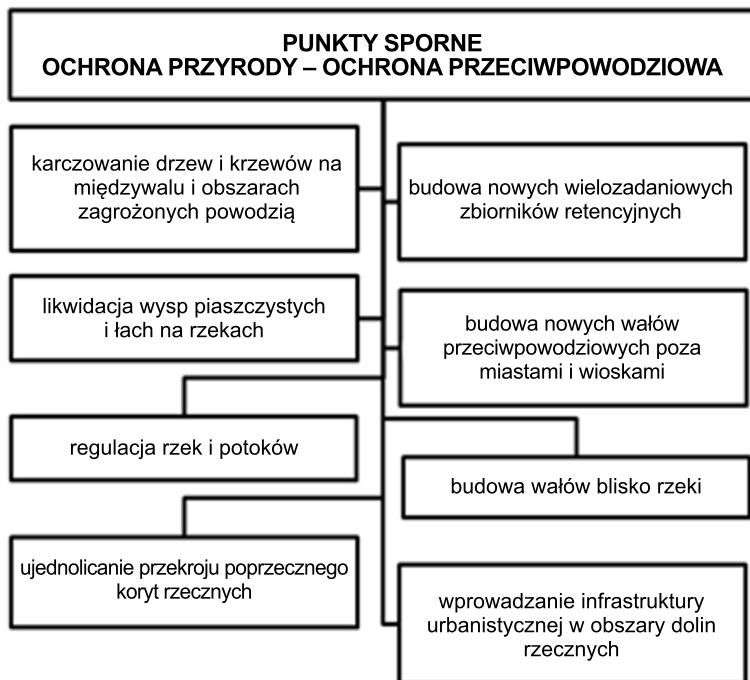 PUNKTY SPORNE
OCHRONA PRZYRODY – OCHRONA PRZECIWPOWODZIOWA
karczowanie drzew i krzewów na
międzywalu i obszarach
zagrożonych powodzią
budowa nowych wielozadaniowych
zbiorników retencyjnych
likwidacja wysp piaszczystych
i łach na rzekach
budowa nowych wałów
przeciwpowodziowych poza
miastami i wioskami
regulacja rzek i potoków
budowa wałów blisko rzeki
ujednolicanie przekroju poprzecznego
koryt rzecznych
wprowadzanie infrastruktury
urbanistycznej w obszary dolin
rzecznych